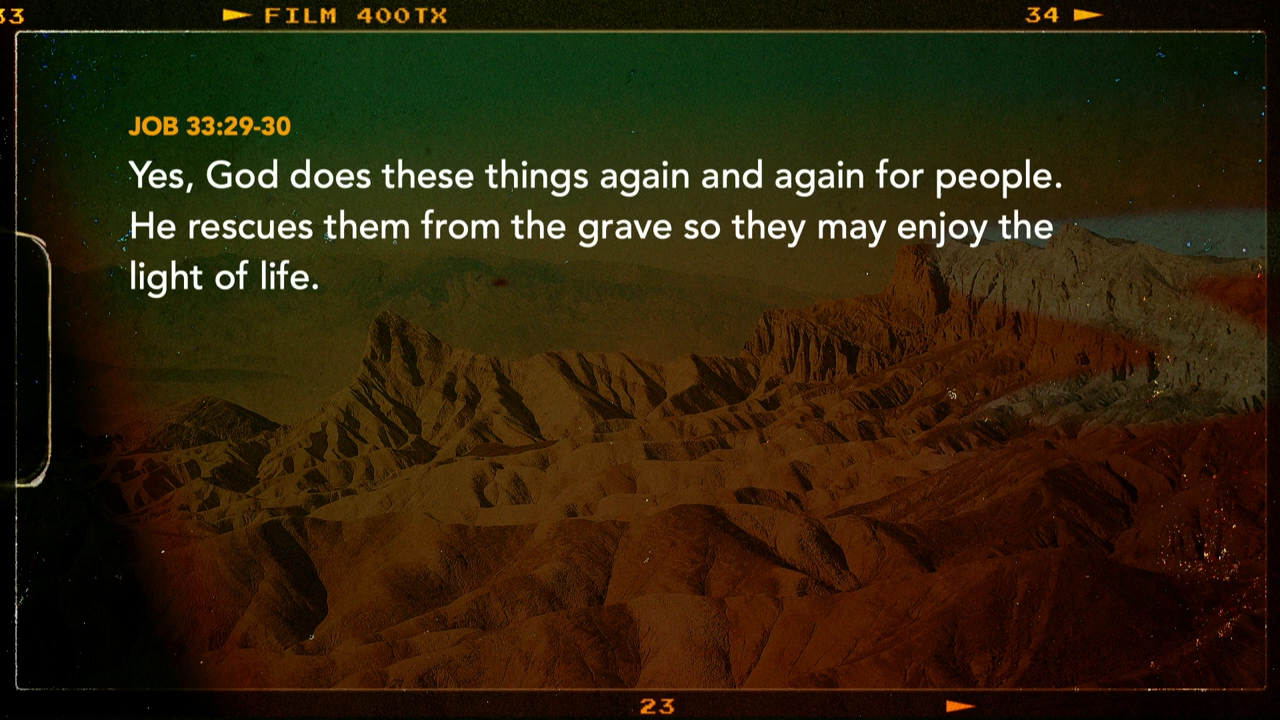 33 FILM 400TX 34
JOB 33:29-30
Yes, God does these things again and again for people.
He rescues them from the grave so they may enjoy the
light of life.
23